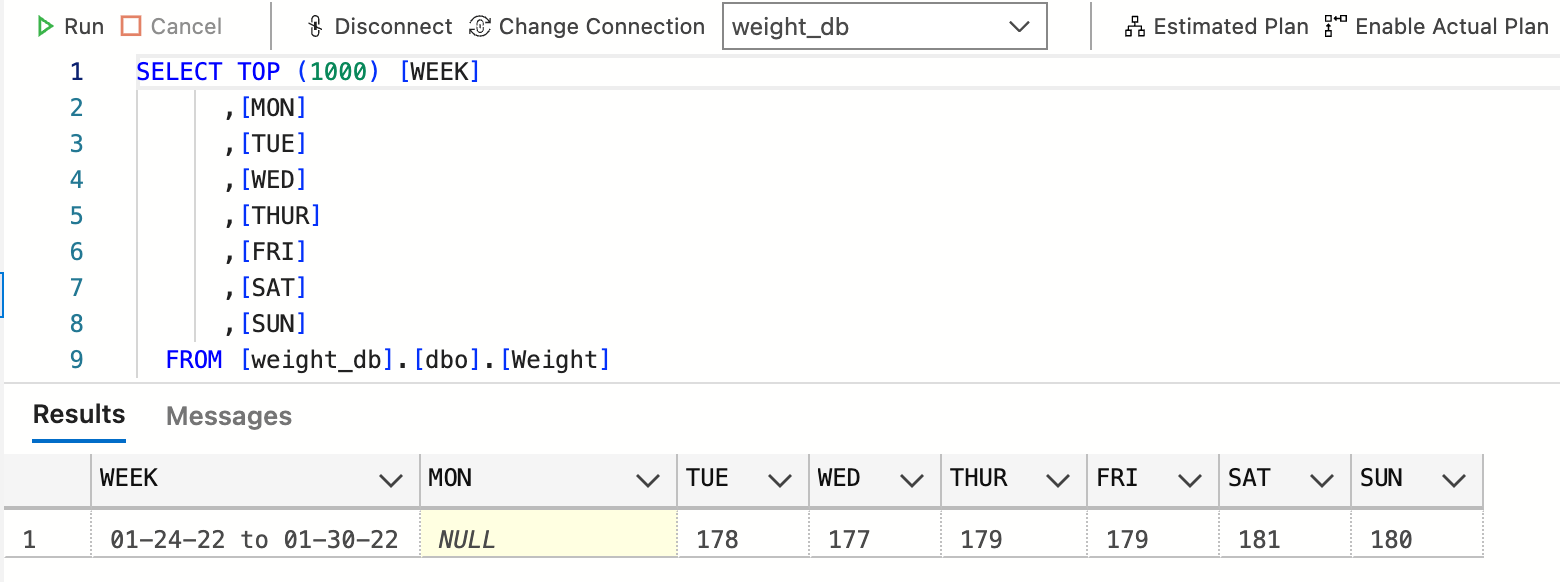 Run Cancel Disconnect Change Connection weight_db Estimated Plan Enable Actual Plan
1 SELECT TOP (1000) [WEEK]
2 ,[MON]
3 ,[TUE]
4 ,[WED]
5 ,[THUR]
6 ,[FRI]
7 ,[SAT]
8 ,[SUN]
9 FROM [weight_db].[dbo].[Weight]
Results Messages
WEEK MON TUE WED THUR FRI SAT SUN
1 01-24-22 to 01-30-22 NULL 178 177 179 179 181 180